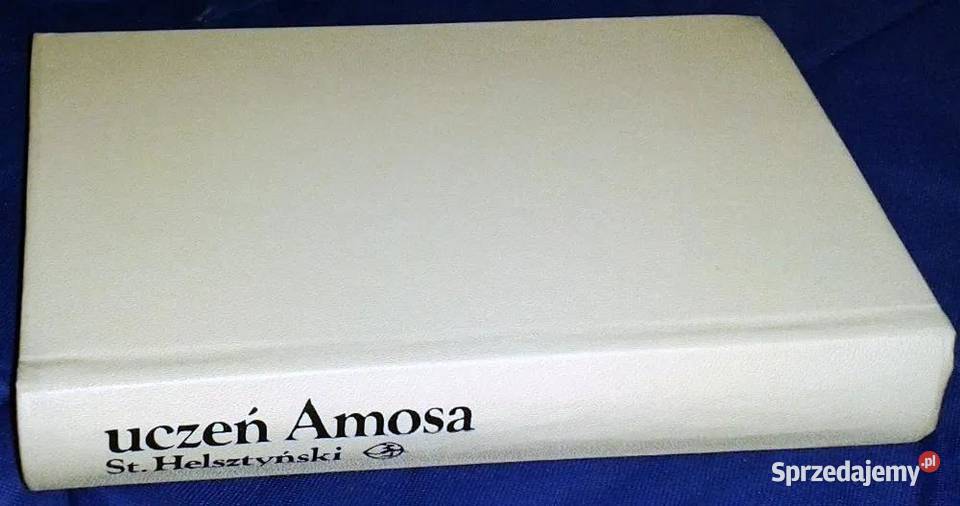 uczeń Amosa
St. Helsztyński
Sprzedajemy.pl